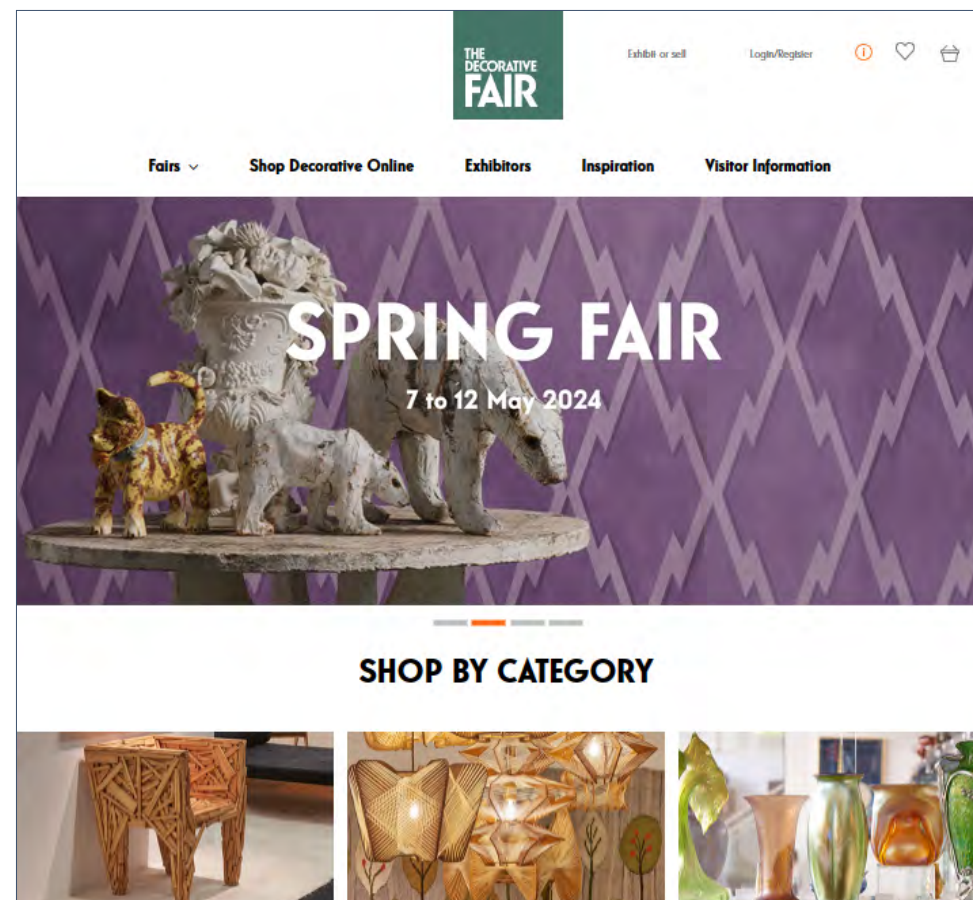 THE
DECORATIVE
FAIR
Exhibit or sell
Login/Register
Fairs
Shop Decorative Online
Exhibitors
Inspiration
Visitor Information
SPRING FAIR
7 to 12 May 2024
SHOP BY CATEGORY